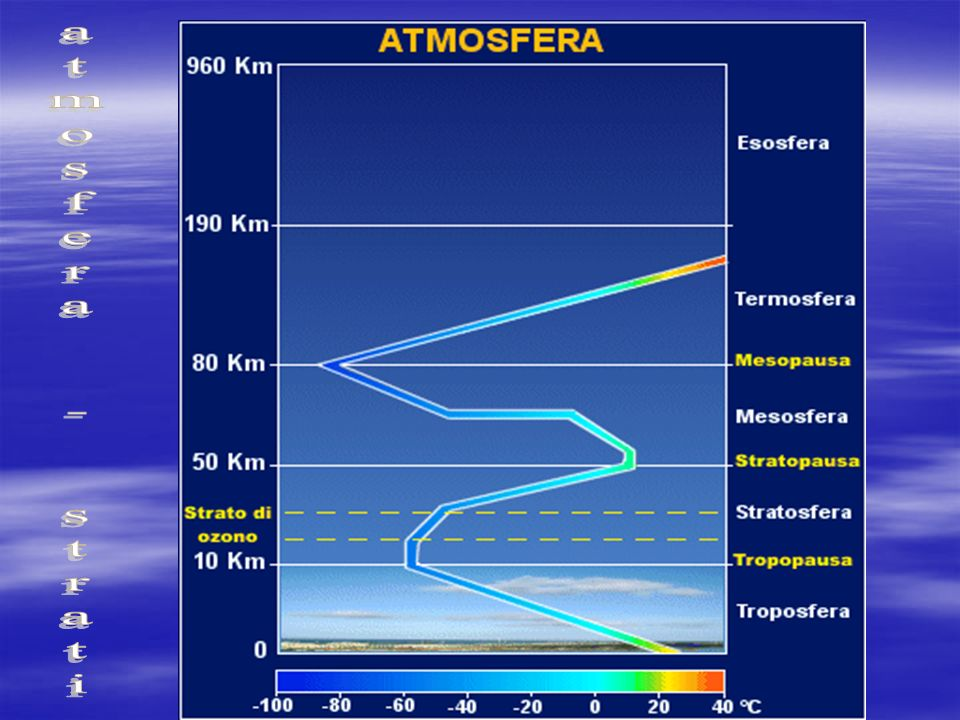 atmosfera - strati
ATMOSFERA
960 Km
Esosfera
190 Km
Termosfera
80 Km
Mesopausa
Mesosfera
50 Km
Stratopausa
Strato di
ozono
Stratosfera
10 Km
Tropopausa
Troposfera
0
-100 -80 -60 -40 -20 0 20 40 °C